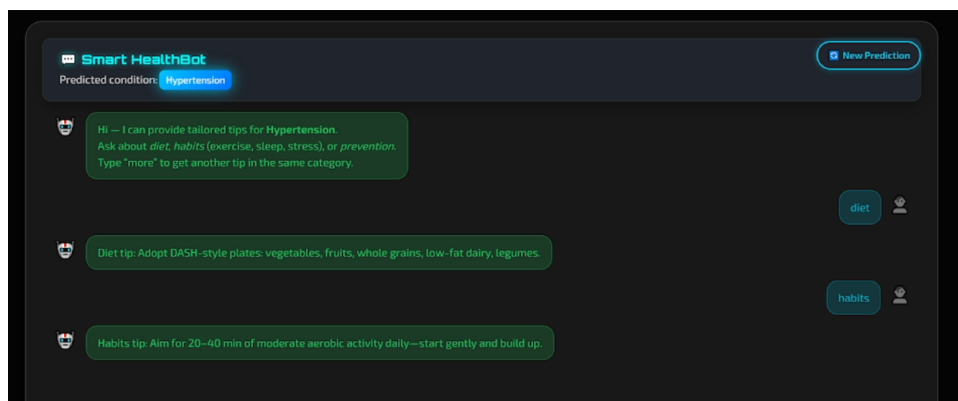 Smart HealthBot
New Prediction
Predicted condition: Hypertension
Hi — I can provide tailored tips for Hypertension.
Ask about diet, habits (exercise, sleep, stress), or prevention.
Type "more" to get another tip in the same category.
diet
Diet tip: Adopt DASH-style plates: vegetables, fruits, whole grains, low-fat dairy, legumes.
habits
Habits tip: Aim for 20–40 min of moderate aerobic activity daily—start gently and build up.